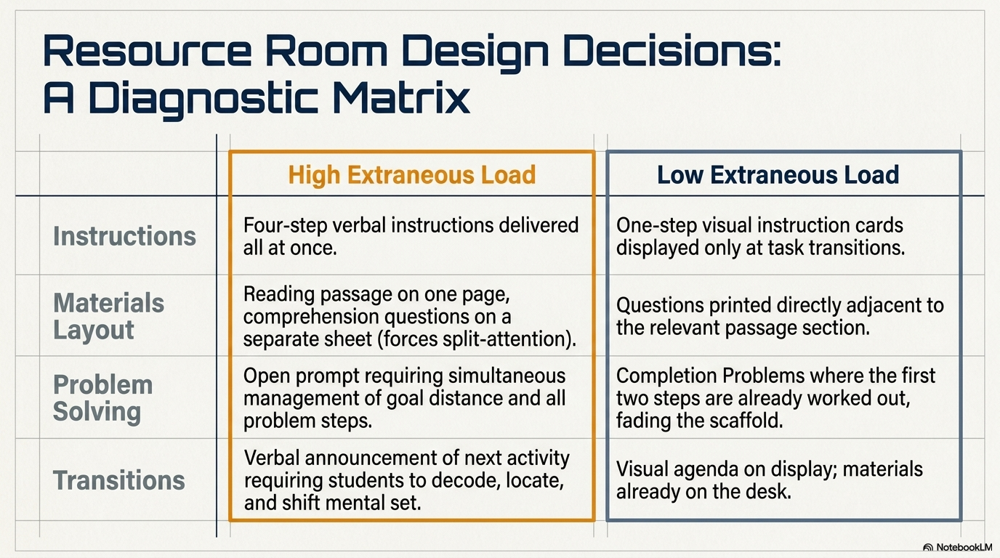 Resource Room Design Decisions:
A Diagnostic Matrix
High Extraneous Load
Low Extraneous Load
Instructions
Four-step verbal instructions delivered
all at once.
One-step visual instruction cards
displayed only at task transitions.
Materials
Layout
Reading passage on one page,
comprehension questions on a
separate sheet (forces split-attention).
Questions printed directly adjacent to
the relevant passage section.
Problem
Solving
Open prompt requiring simultaneous
management of goal distance and all
problem steps.
Completion Problems where the first
two steps are already worked out,
fading the scaffold.
Transitions
Verbal announcement of next activity
requiring students to decode, locate,
and shift mental set.
Visual agenda on display; materials
already on the desk.
NotebookLM